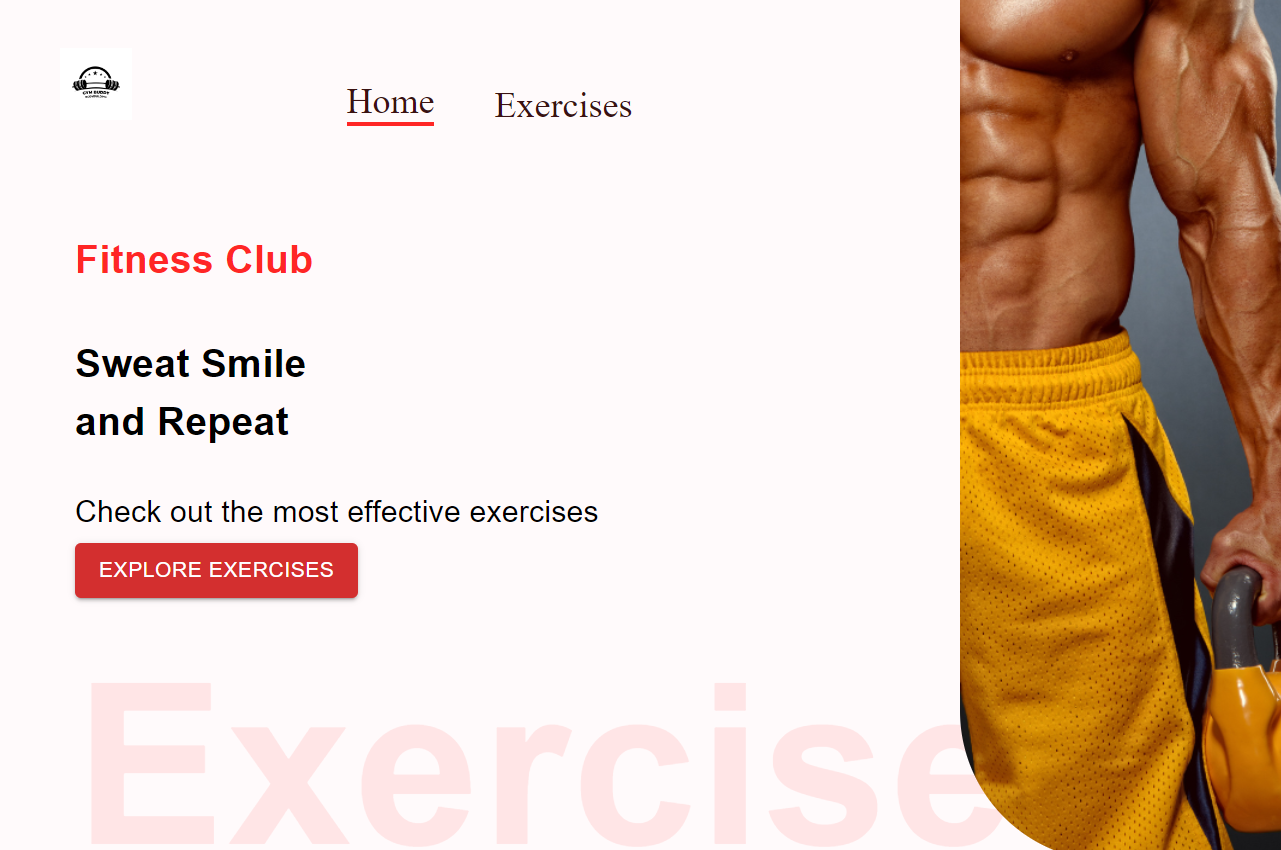 GYM BUDDY
Home
Exercises
Fitness Club
Sweat Smile
and Repeat
Check out the most effective exercises
EXPLORE EXERCISES
Exercise